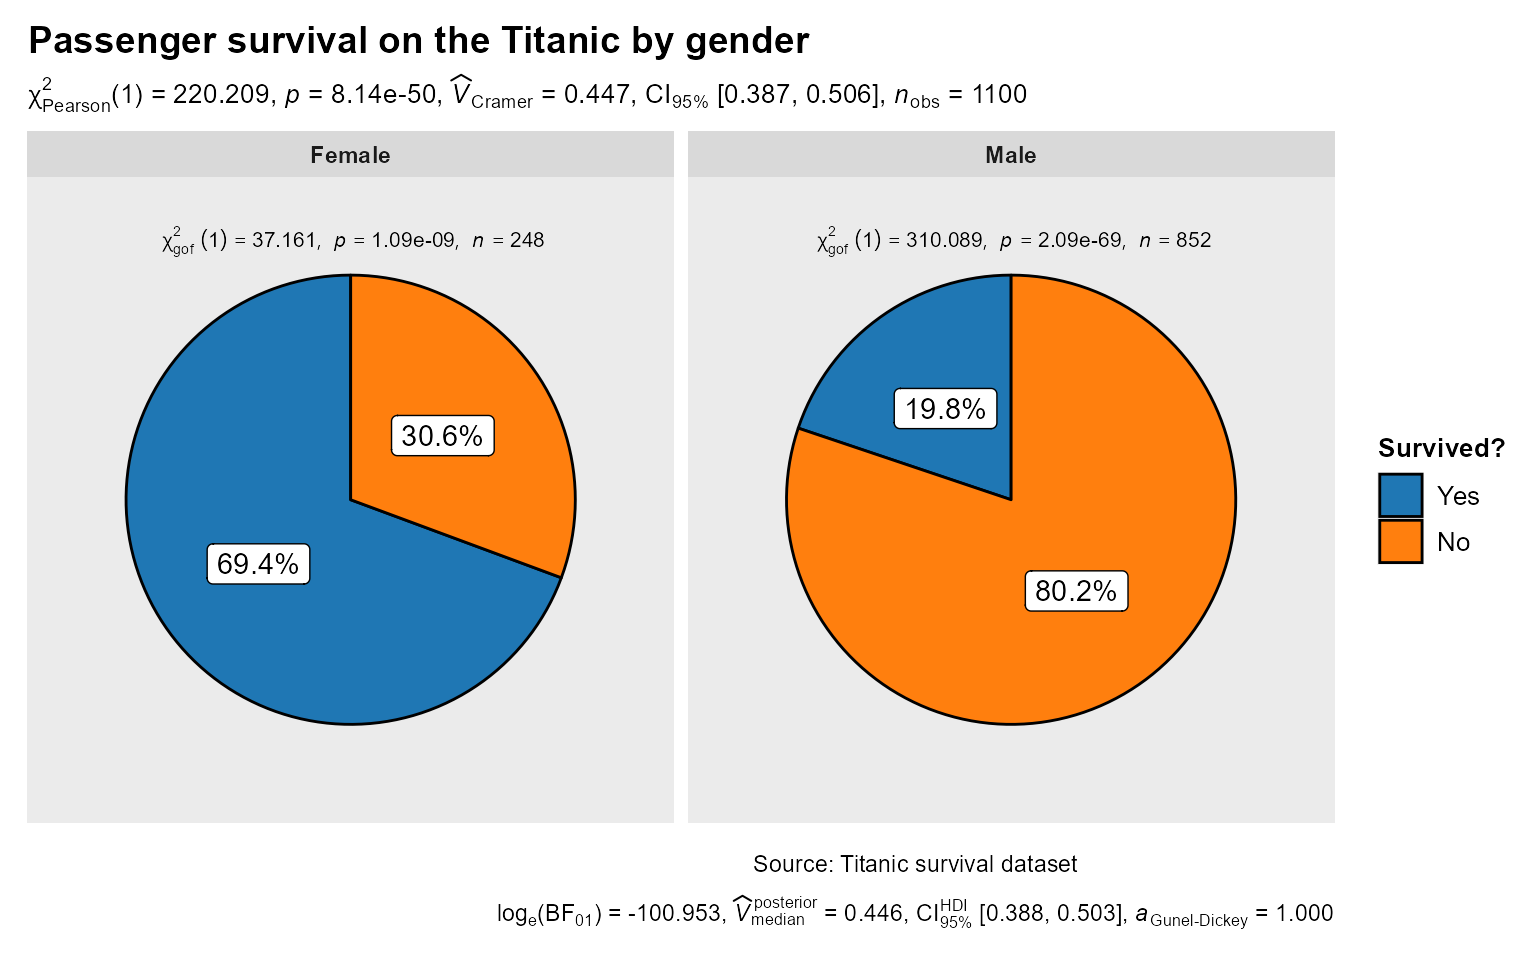 Passenger survival on the Titanic by gender
χ²Pearson(1) = 220.209, p = 8.14e-50, V̂Cramer = 0.447, CI95% [0.387, 0.506], nobs = 1100
Female
Male
χ²gof (1) = 37.161, p = 1.09e-09, n = 248
χ²gof (1) = 310.089, p = 2.09e-69, n = 852
30.6%
69.4%
19.8%
80.2%
Survived?
Yes
No
Source: Titanic survival dataset
loge(BF01) = -100.953, V̂posterior median = 0.446, CI HDI 95% [0.388, 0.503], aGunel-Dickey = 1.000